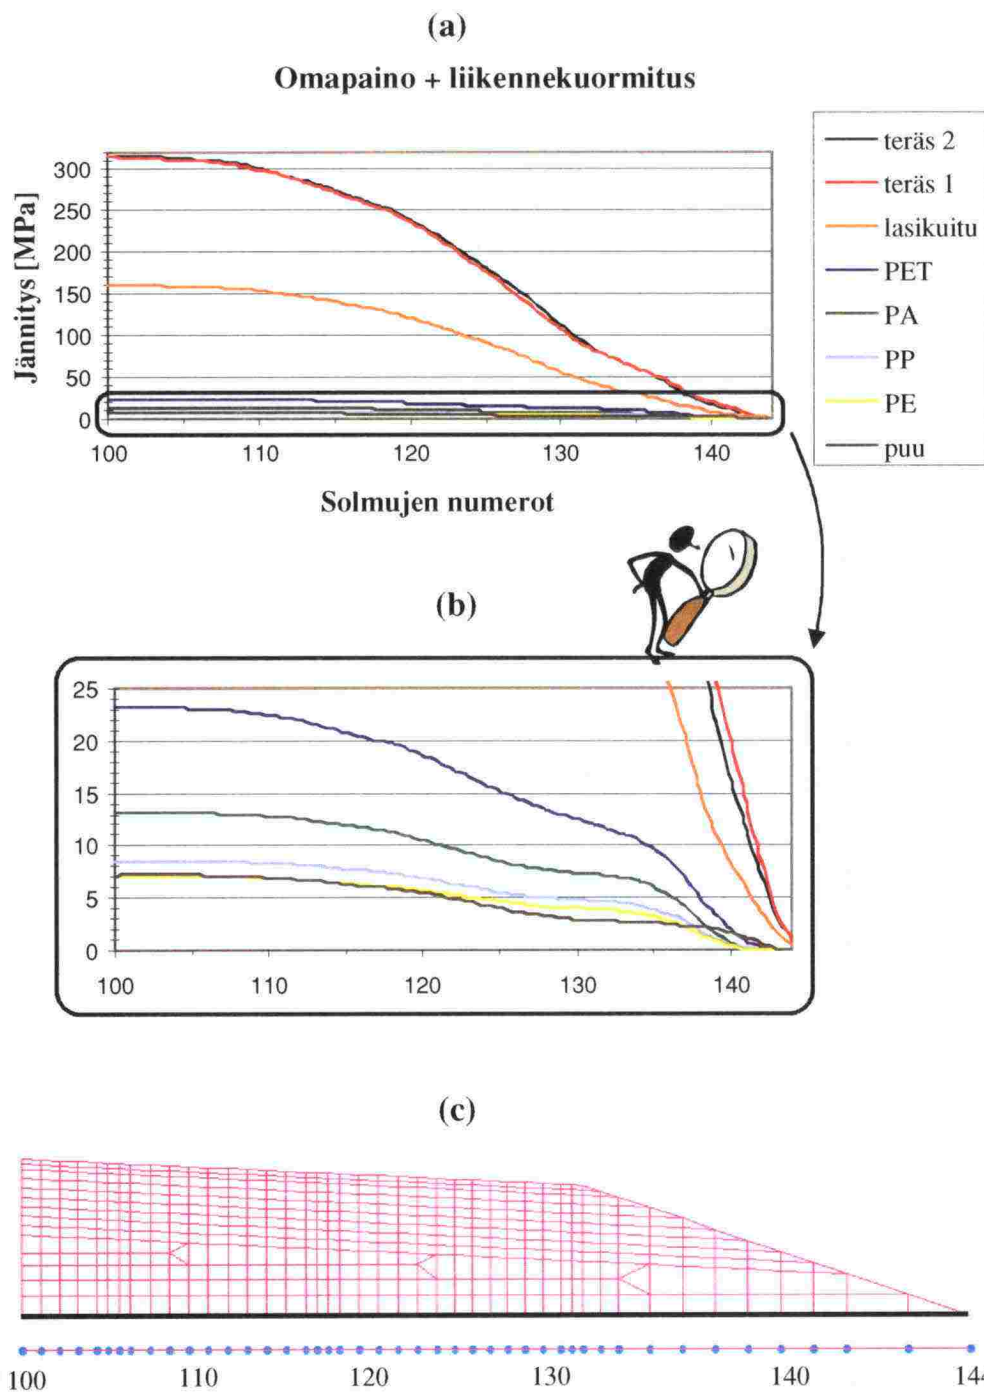 (a)
Omapaino + liikennekuormitus
Jännitys [MPa]
300
250
200
150
100
50
0
100 110 120 130 140
Solmujen numerot
teräs 2
teräs 1
lasikuitu
PET
PA
PP
PE
puu
(b)
25
20
15
10
5
0
100 110 120 130 140
(c)
100 110 120 130 140 144